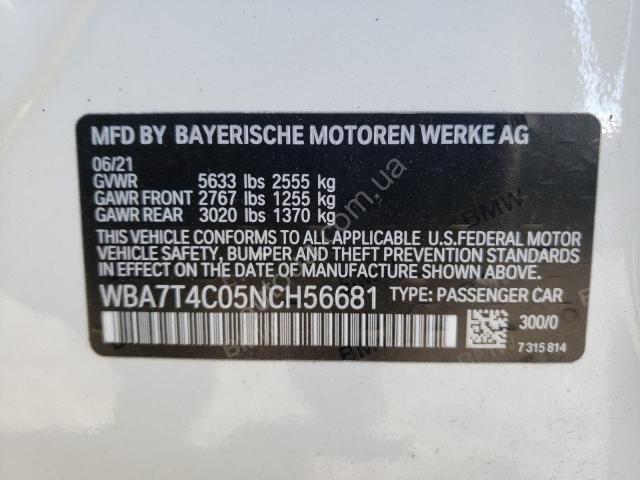 MFD BY BAYERISCHE MOTOREN WERKE AG
06/21
GVWR 5633 lbs 2555 kg
GAWR FRONT 2767 lbs 1255 kg
GAWR REAR 3020 lbs 1370 kg
THIS VEHICLE CONFORMS TO ALL APPLICABLE U.S.FEDERAL MOTOR
VEHICLE SAFETY, BUMPER AND THEFT PREVENTION STANDARDS
IN EFFECT ON THE DATE OF MANUFACTURE SHOWN ABOVE.
WBA7T4C05NCH56681 TYPE: PASSENGER CAR
300/0
7 315 814